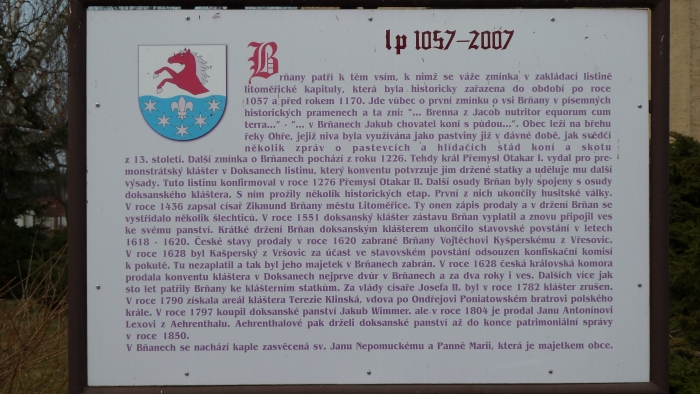 lp 1057-2007
Brňany patří k těm vsím, k nimž se váže zmínka v zakládací listině
litoměřické kapituly, která byla historicky zařazena do období po roce
1057 a před rokem 1170. Jde vůbec o první zmínku o vsi Brňany v písemných
historických pramenech a ta zní: "... Brenna z Jacob nutritor equorum cum
terra..." - "... v Brňanech Jakub chovatel koní s půdou...". Obec leží na břehu
řeky Ohře, jejíž niva byla využívána jako pastviny již v dávné době, jak svědčí
několik zpráv o pastevcích a hlídačích stád koní a skotu
z 13. století. Další zmínka o Brňanech pochází z roku 1226. Tehdy král Přemysl Otakar I. vydal pro pre-
monstrátský klášter v Doksanech listinu, který konventu potvrzuje jím držené statky a uděluje mu další
výsady. Tuto listinu konfirmoval v roce 1276 Přemysl Otakar II. Další osudy Brňan byly spojeny s osudy
doksanského kláštera. S ním prožily několik historických etap. První z nich ukončily husitské války.
V roce 1436 zapsal císař Zikmund Brňany městu Litoměřice. Ty onen zápis prodaly a v držení Brňan se
vystřídalo několik šlechticů. V roce 1551 doksanský klášter zástavu Brňan vyplatil a znovu připojil ves
ke svému panství. Krátké držení Brňan doksanským klášterem ukončilo stavovské povstání v letech
1618 - 1620. České stavy prodaly v roce 1620 zabrané Brňany Vojtěchovi Kyšperskému z Vřesovic.
V roce 1628 byl Kašperský z Vršovic za účast ve stavovském povstání odsouzen konfiskační komisí
k pokutě. Tu nezaplatil a tak byl jeho majetek v Brňanech zabrán. V roce 1628 česká královská komora
prodala konventu kláštera v Doksanech nejprve dvůr v Brňanech a za dva roky i ves. Dalších více jak
sto let patřily Brňany ke klášterním statkům. Za vlády císaře Josefa II. byl v roce 1782 klášter zrušen.
V roce 1790 získala areál kláštera Terezie Klinská, vdova po Ondřejovi Poniatowském bratrovi polského
krále. V roce 1797 koupil doksanské panství Jakub Wimmer, ale v roce 1804 je prodal Janu Antonínovi
Lexovi z Aehrenthalu. Aehrenthalové pak drželi doksanské panství až do konce patrimoniální správy
v roce 1850.
V Bňanech se nachází kaple zasvěcená sv. Janu Nepomuckému a Panně Marii, která je majetkem obce.